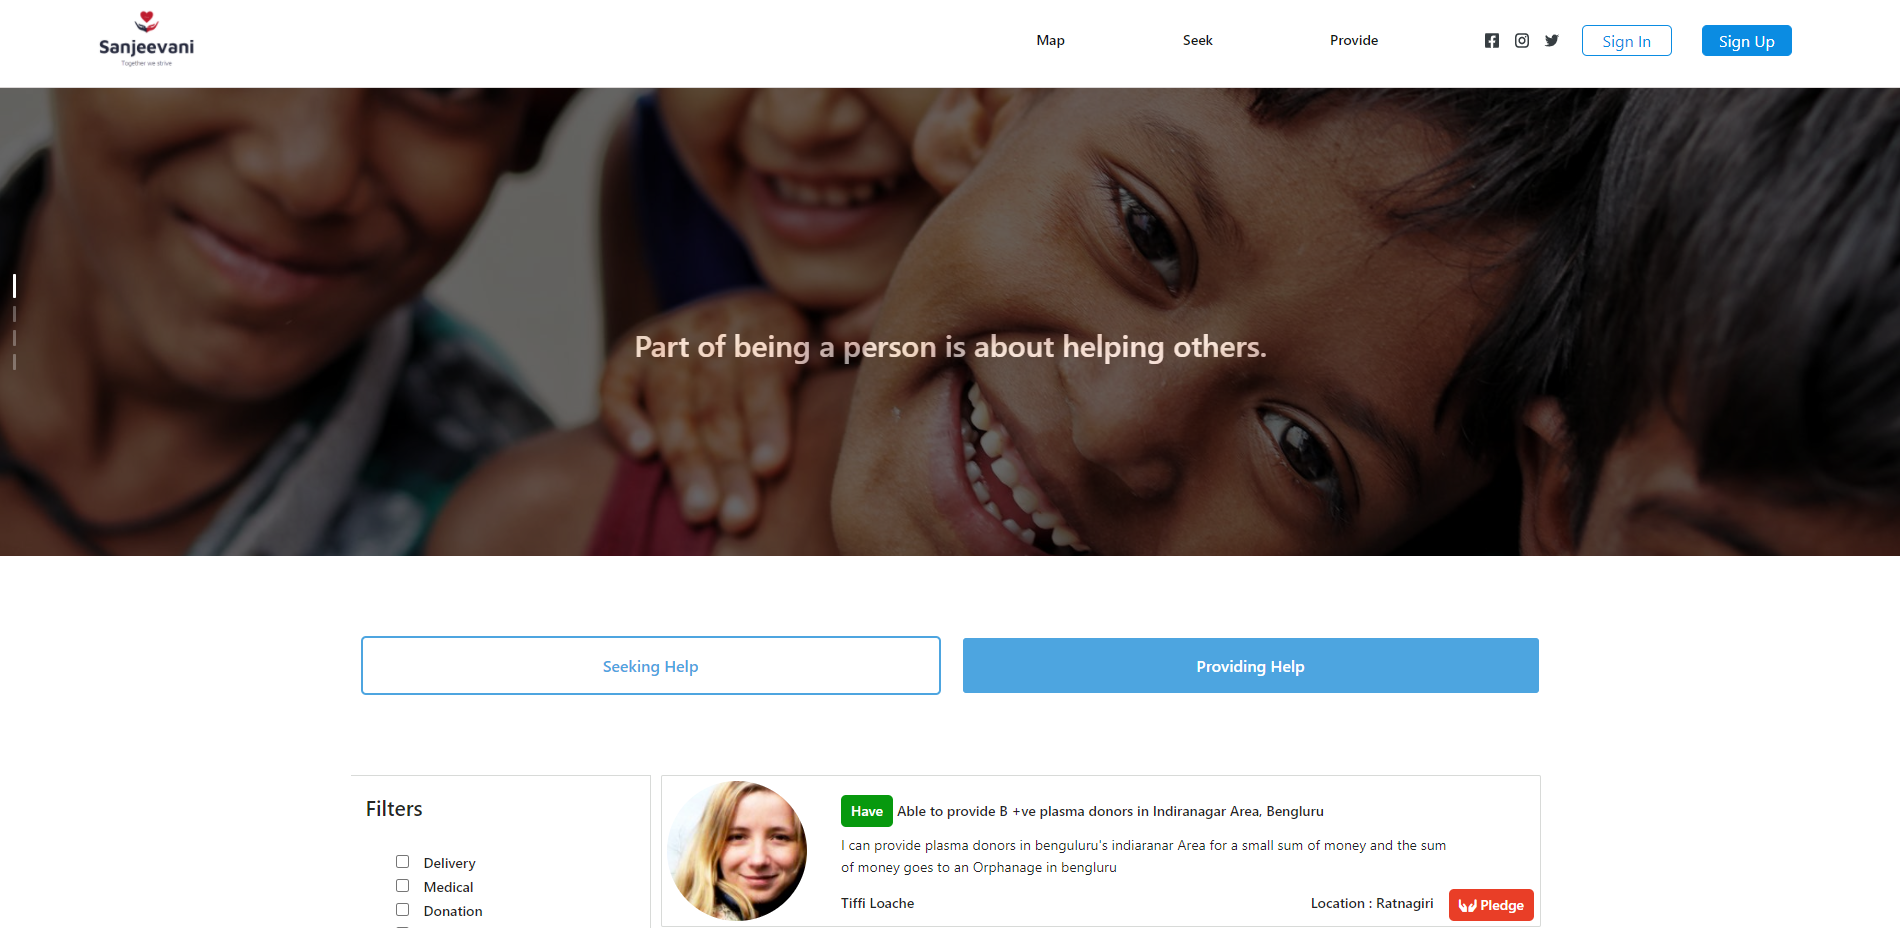 Sanjeevani
Together we strive
Map
Seek
Provide
Sign In
Sign Up
Part of being a person is about helping others.
Seeking Help
Providing Help
Filters
Delivery
Medical
Donation
Have Able to provide B +ve plasma donors in Indiranagar Area, Bengluru
I can provide plasma donors in benguluru's indiaranar Area for a small sum of money and the sum
of money goes to an Orphanage in bengluru
Tiffi Loache
Location : Ratnagiri
Pledge